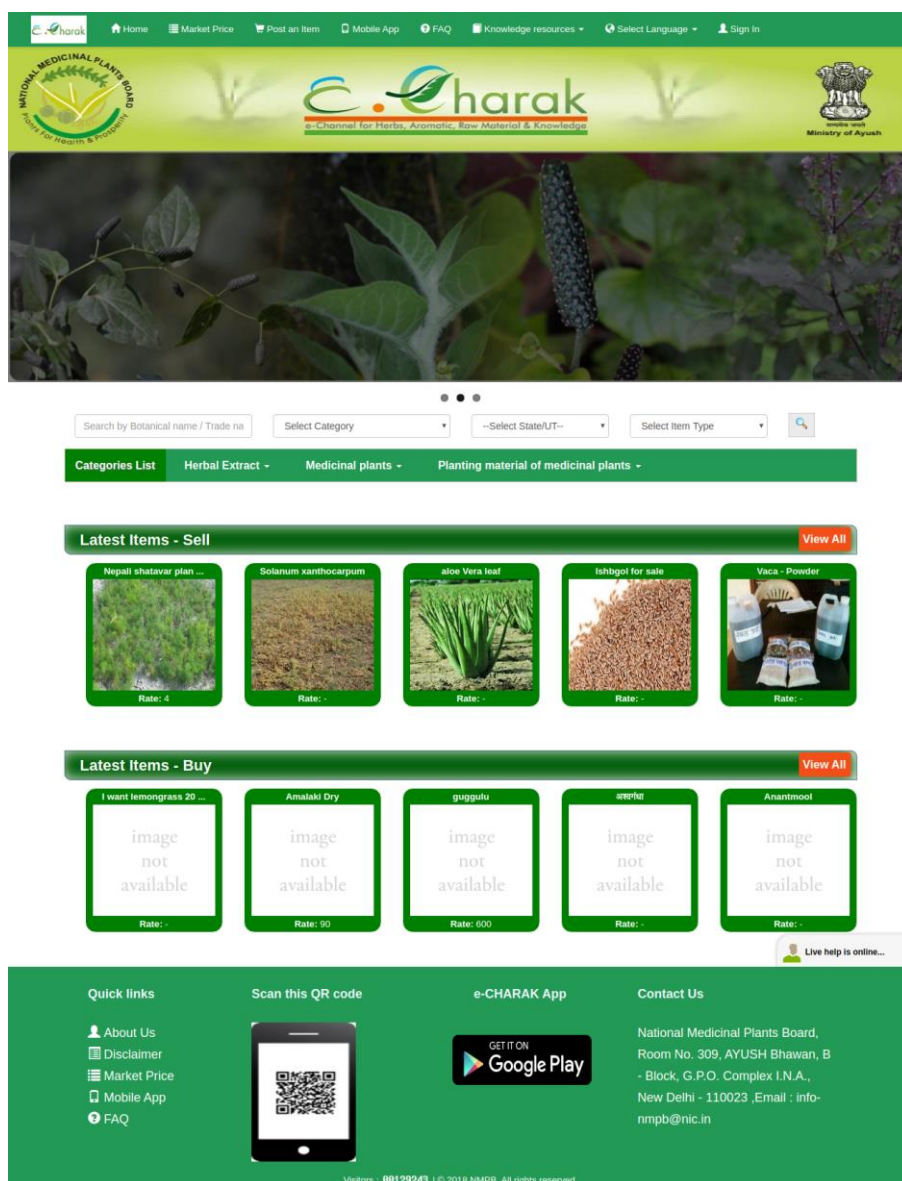 e-Charak
Home
Market Price
Post an Item
Mobile App
FAQ
Knowledge resources
Select Language
Sign In
NATIONAL MEDICINAL PLANTS BOARD
Plants For Health & Prosperity
e-Charak
e-Channel for Herbs, Aromatic, Raw Material & Knowledge
Ministry of Ayush
Search by Botanical name / Trade na
Select Category
--Select State/UT--
Select Item Type
Categories List
Herbal Extract
Medicinal plants
Planting material of medicinal plants
Latest Items - Sell
View All
Nepali shatavar plan ...
Solanum xanthocarpum
aloe Vera leaf
Ishbgol for sale
Vaca - Powder
Rate: 4
Rate: -
Rate: -
Rate: -
Rate: -
Latest Items - Buy
View All
I want lemongrass 20 ...
Amalaki Dry
guggulu
अश्वगंधा
Anantmool
image
not
available
image
not
available
image
not
available
image
not
available
image
not
available
Rate: -
Rate: 90
Rate: 600
Rate: -
Rate: -
Live help is online...
Quick links
About Us
Disclaimer
Market Price
Mobile App
FAQ
Scan this QR code
e-CHARAK App
GET IT ON
Google Play
Contact Us
National Medicinal Plants Board,
Room No. 309, AYUSH Bhawan, B
- Block, G.P.O. Complex I.N.A.,
New Delhi - 110023 ,Email : info-
nmpb@nic.in
Visitors : 00129243 | © 2018 NMPB. All rights reserved